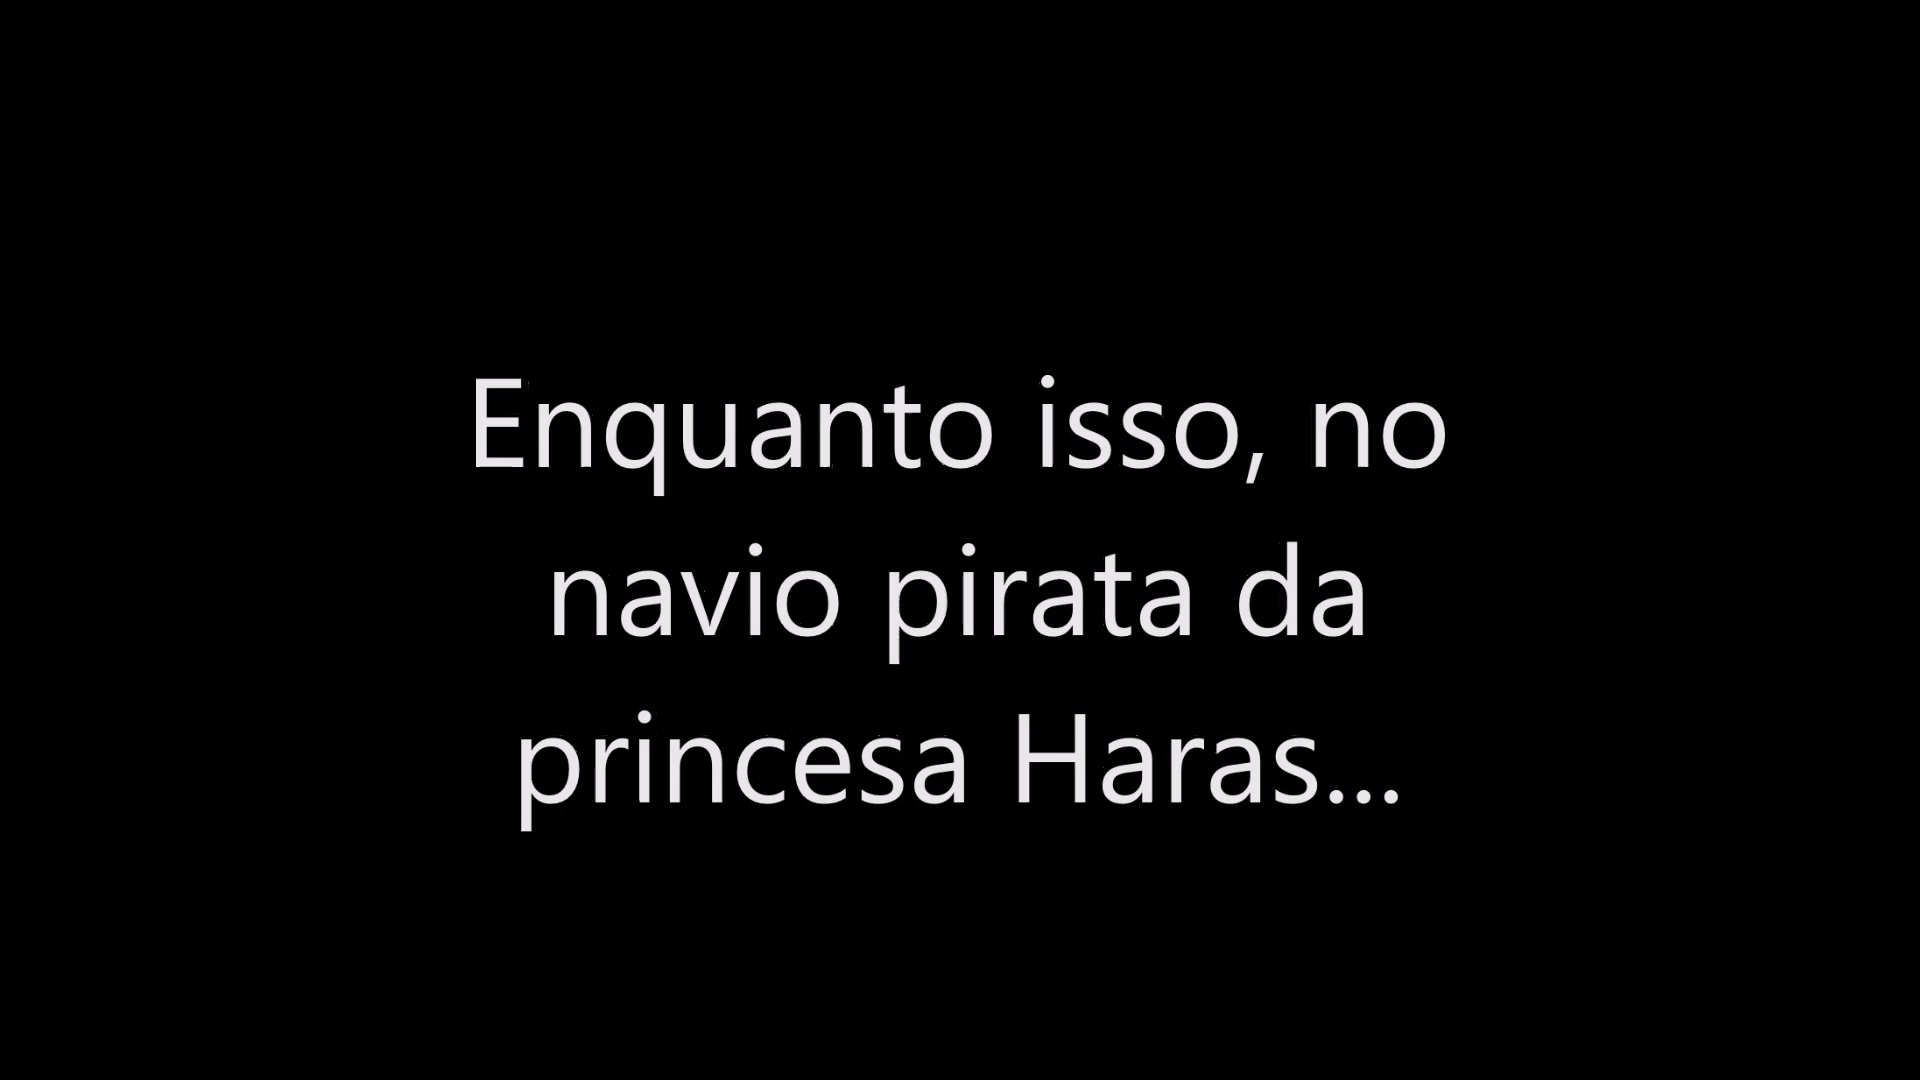 Enquanto isso, no
navio pirata da
princesa Haras...